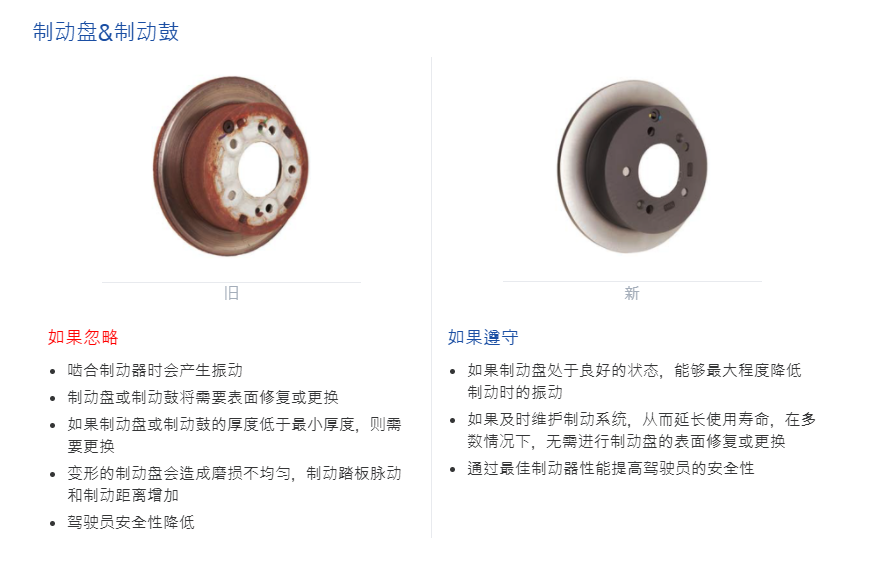 制动盘&制动鼓
旧
如果忽略
啮合制动器时会产生振动
制动盘或制动鼓将需要表面修复或更换
如果制动盘或制动鼓的厚度低于最小厚度，则需
要更换
变形的制动盘会造成磨损不均匀，制动踏板脉动
和制动距离增加
驾驶员安全性降低
新
如果遵守
如果制动盘处于良好的状态，能够最大程度降低
制动时的振动
如果及时维护制动系统，从而延长使用寿命，在多
数情况下，无需进行制动盘的表面修复或更换
通过最佳制动器性能提高驾驶员的安全性